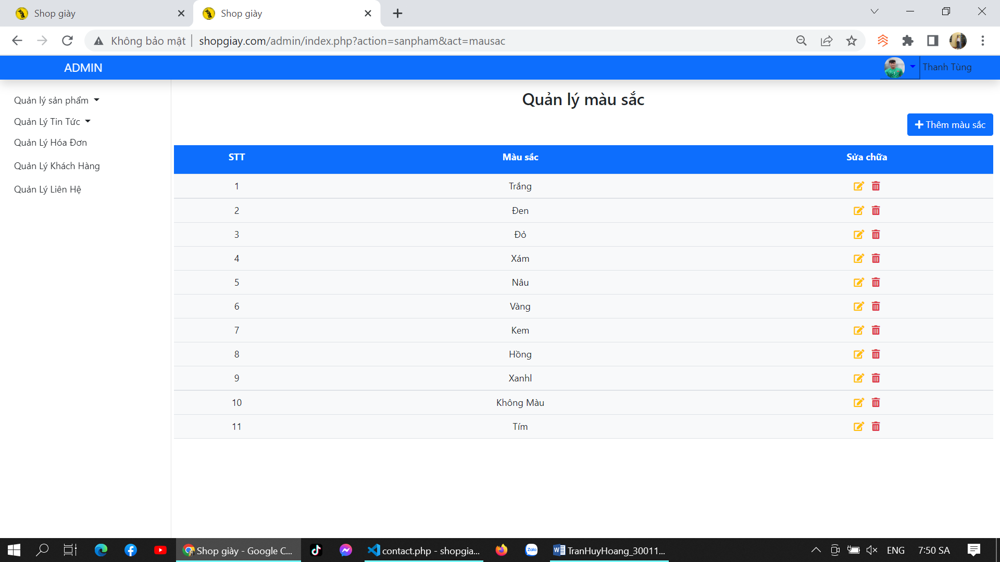 Shop giày
Shop giày
Không bảo mật
shopgiay.com/admin/index.php?action=sanpham&act=mausac
ADMIN
Thanh Tùng
Quản lý sản phẩm
Quản Lý Tin Tức
Quản Lý Hóa Đơn
Quản Lý Khách Hàng
Quản Lý Liên Hệ
Quản lý màu sắc
Thêm màu sắc
STT Màu sắc Sửa chữa
1 Trắng
2 Đen
3 Đỏ
4 Xám
5 Nâu
6 Vàng
7 Kem
8 Hồng
9 Xanhl
10 Không Màu
11 Tím
Shop giày - Google C...
contact.php - shopgia...
Zalo
TranHuyHoang_30011...
ENG
7:50 SA